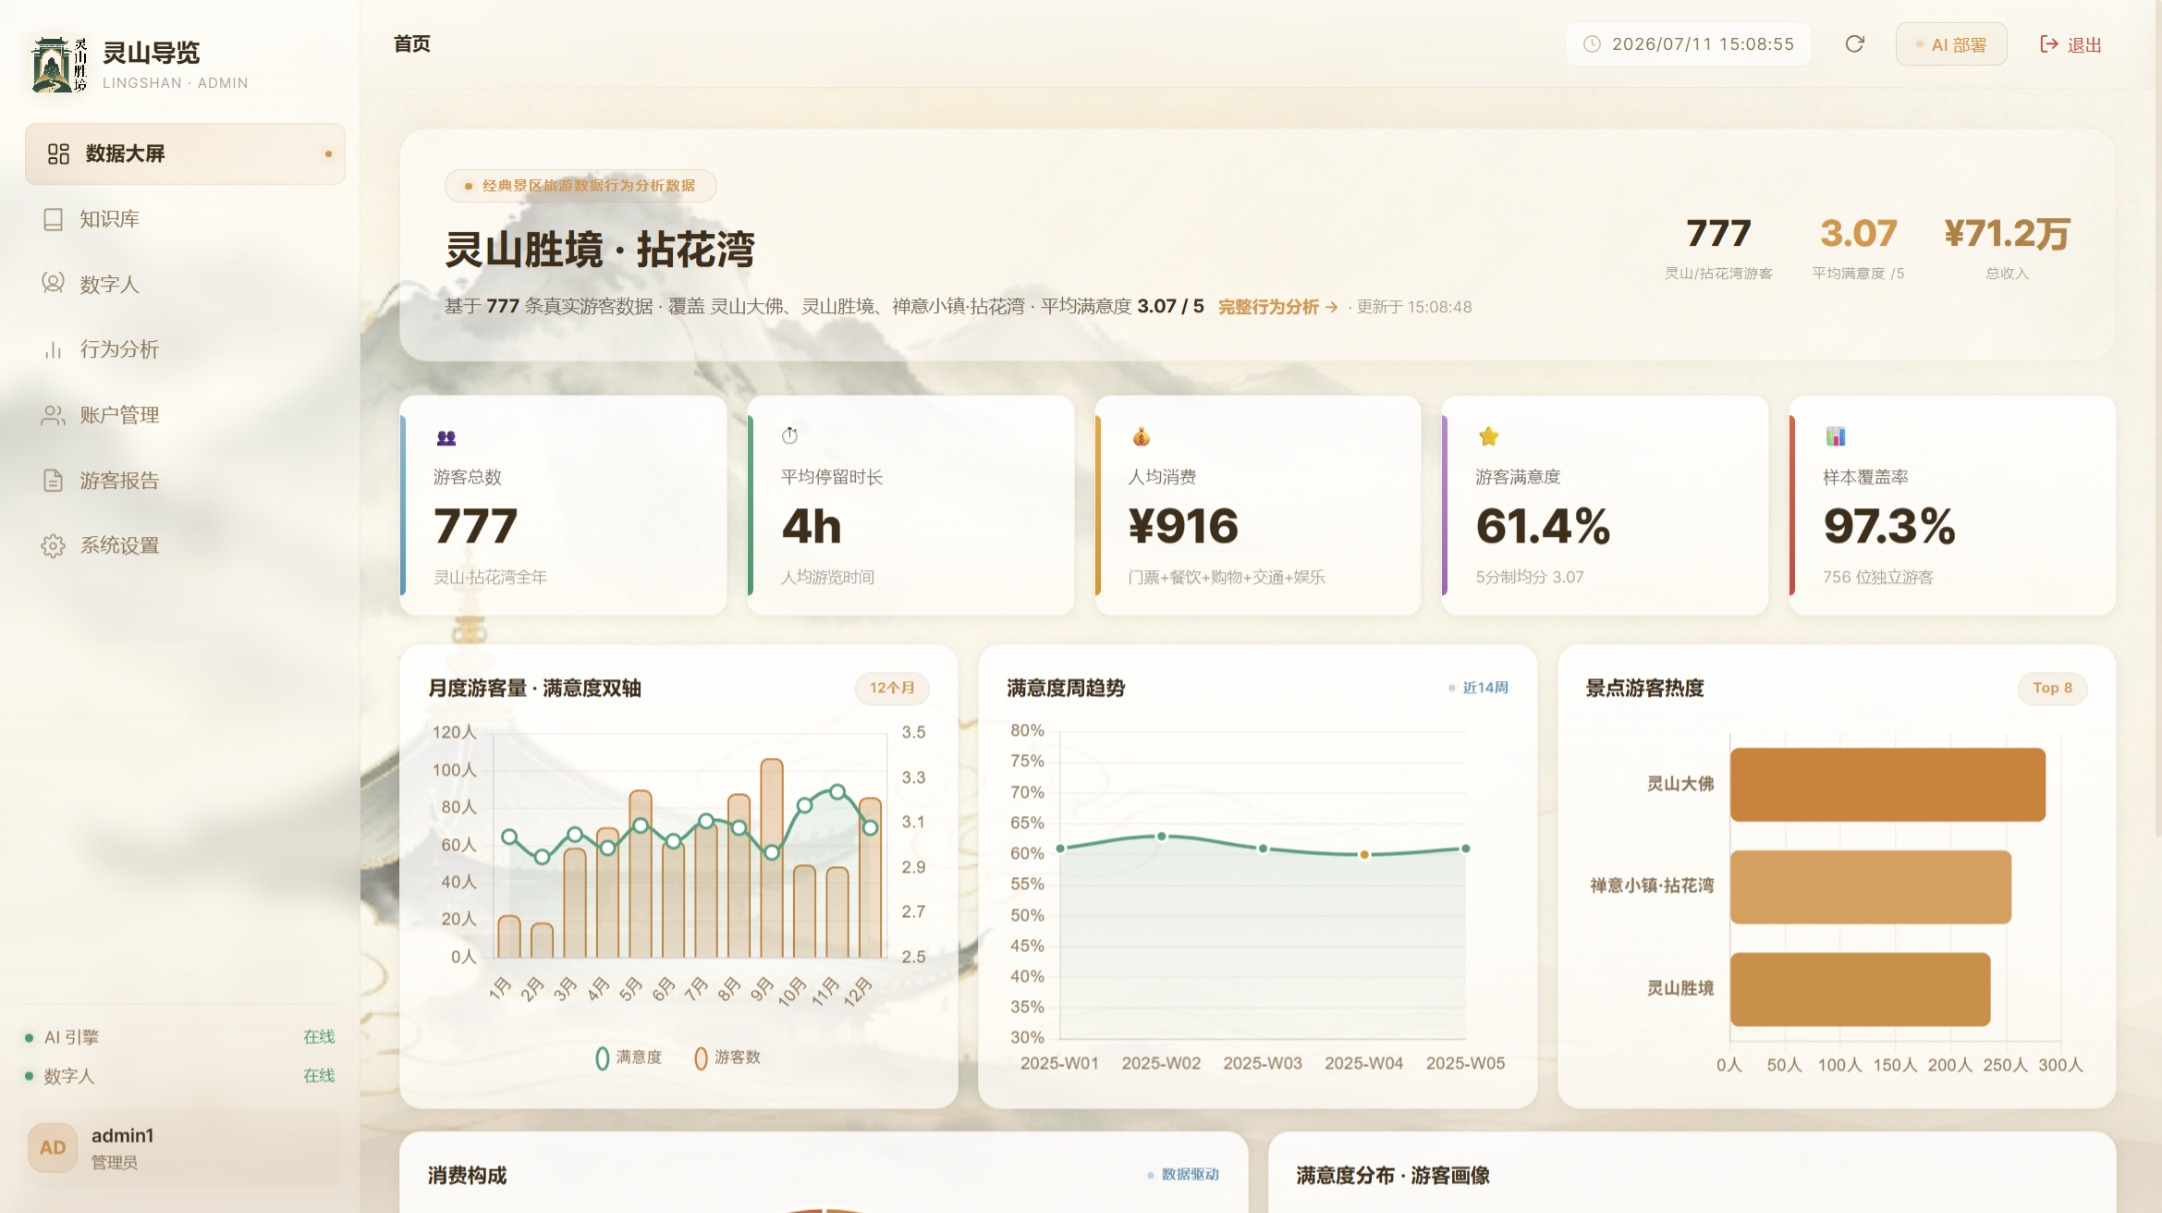 灵山胜境
灵山导览
LINGSHAN · ADMIN
数据大屏
知识库
数字人
行为分析
账户管理
游客报告
系统设置
AI 引擎 在线
数字人 在线
AD
admin1
管理员
首页
2026/07/11 15:08:55
AI 部署
退出
经典景区旅游数据行为分析数据
灵山胜境 · 拈花湾
基于 777 条真实游客数据 · 覆盖 灵山大佛、灵山胜境、禅意小镇·拈花湾 · 平均满意度 3.07 / 5 完整行为分析 → · 更新于 15:08:48
777
灵山/拈花湾游客
3.07
平均满意度 /5
¥71.2万
总收入
游客总数
777
灵山·拈花湾全年
平均停留时长
4h
人均游览时间
人均消费
¥916
门票+餐饮+购物+交通+娱乐
游客满意度
61.4%
5分制均分 3.07
样本覆盖率
97.3%
756 位独立游客
月度游客量 · 满意度双轴
12个月
120人
100人
80人
60人
40人
20人
0人
3.5
3.3
3.1
2.9
2.7
2.5
1月
2月
3月
4月
5月
6月
7月
8月
9月
10月
11月
12月
满意度
游客数
满意度周趋势
近14周
80%
75%
70%
65%
60%
55%
50%
45%
40%
35%
30%
2025-W01
2025-W02
2025-W03
2025-W04
2025-W05
景点游客热度
Top 8
灵山大佛
禅意小镇·拈花湾
灵山胜境
0人
50人
100人
150人
200人
250人
300人
消费构成
数据驱动
满意度分布 · 游客画像